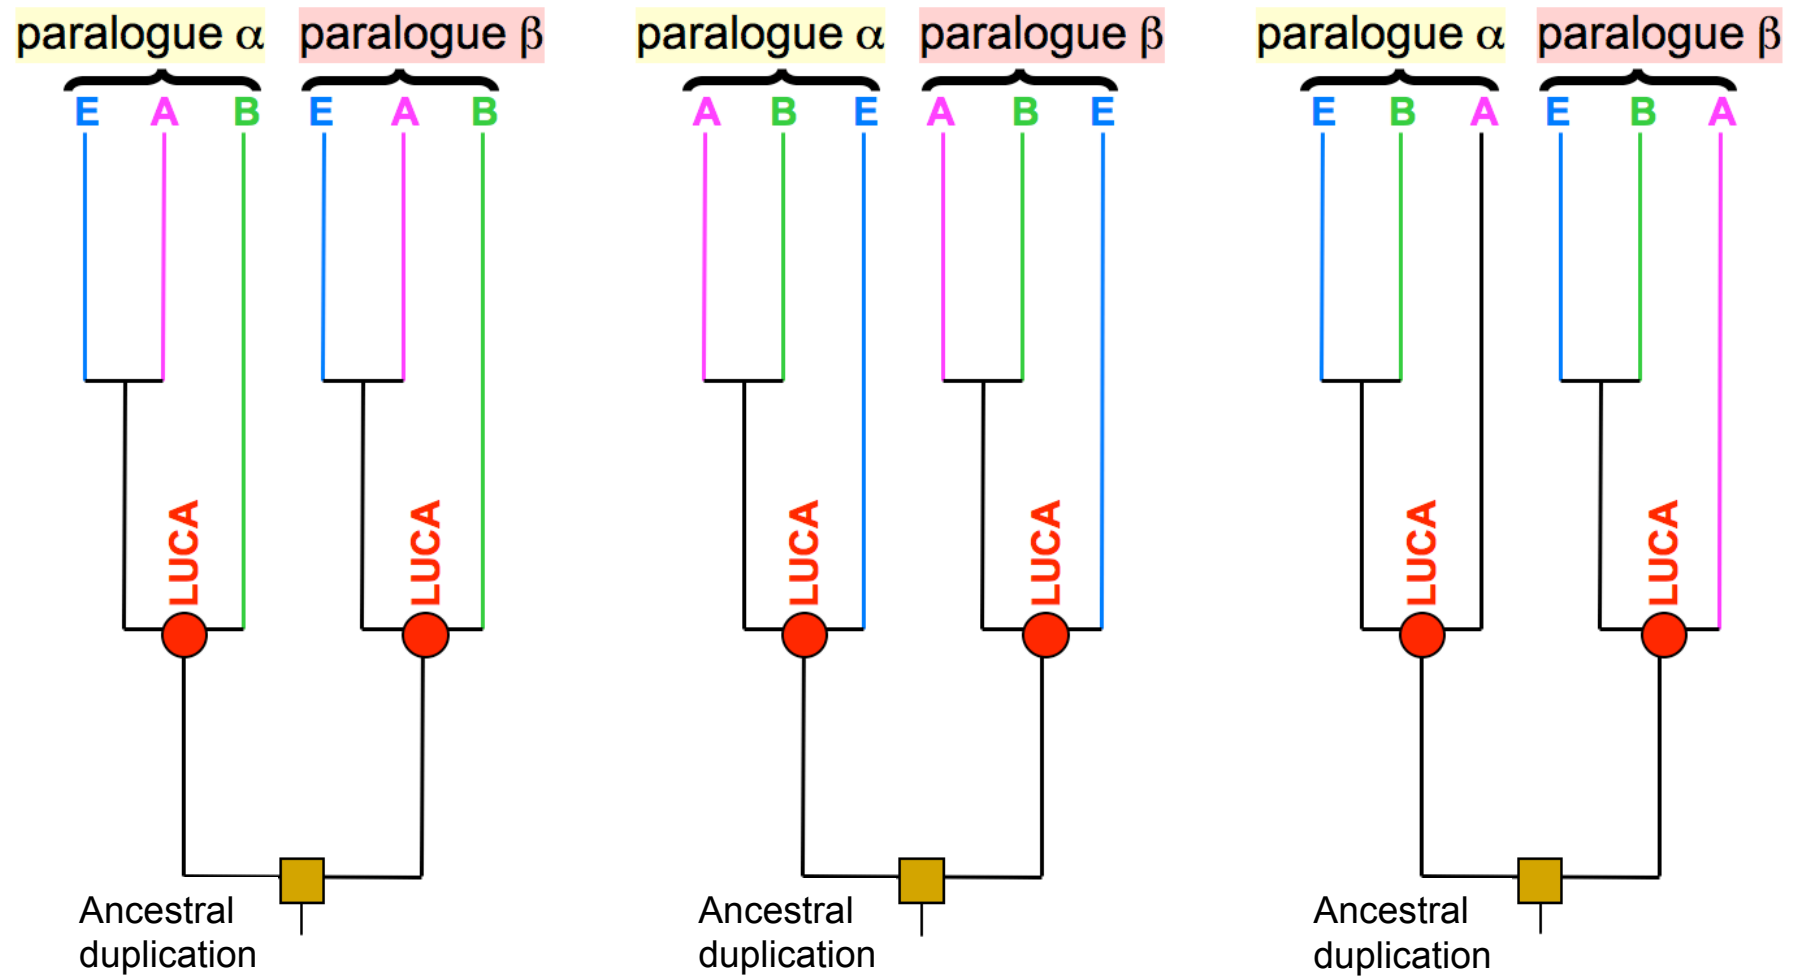 paralogue α paralogue β paralogue α paralogue β paralogue α paralogue β
E A B E A B A B E A B E E B A E B A
LUCA LUCA LUCA LUCA LUCA LUCA
Ancestral Ancestral Ancestral
duplication duplication duplication